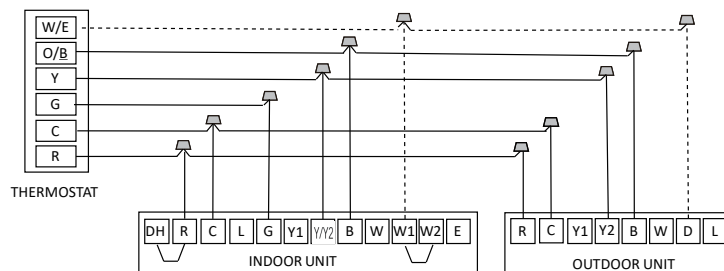 W/E
O/B
Y
G
C
R
THERMOSTAT
DH R C L G Y1 Y/Y2 B W W1 W2 E
INDOOR UNIT
R C Y1 Y2 B W D L
OUTDOOR UNIT